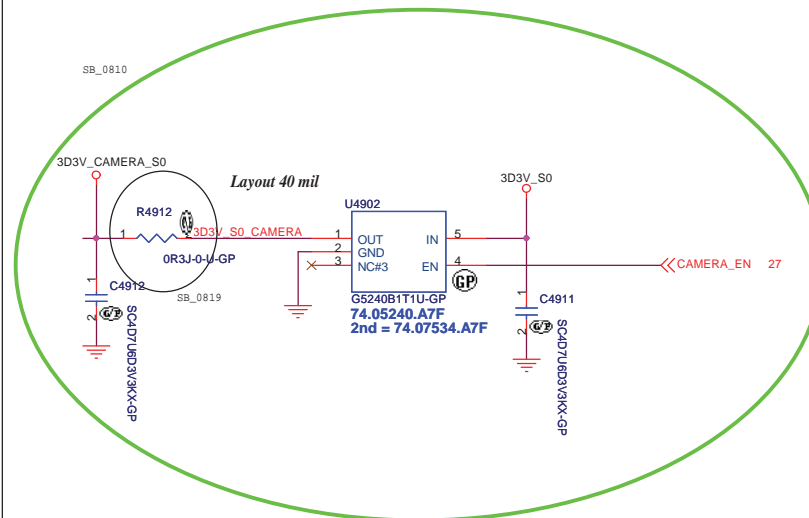 SB_0810
3D3V_CAMERA_S0
Layout 40 mil
3D3V_S0
U4902
R4912
3D3V_S0_CAMERA
1
2
0R3J-0-U-GP
1 OUT
2 GND
3 NC#3
IN 5
EN 4
GP
CAMERA_EN 27
1
C4912
2
G/P
SC4D7U6D3V3KX-GP
SB_0819
G5240B1T1U-GP
74.05240.A7F
2nd = 74.07534.A7F
1
C4911
2
G/P
SC4D7U6D3V3KX-GP